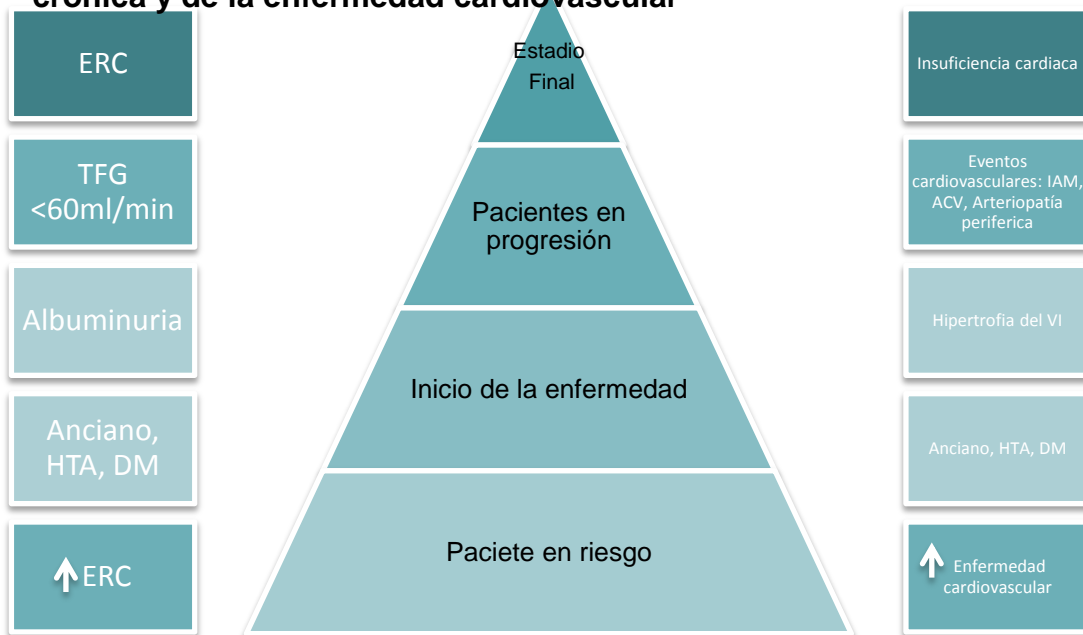 crónica y de la enfermedad cardiovascular
ERC
TFG
<60ml/min
Albuminuria
Anciano,
HTA, DM
ERC
Estadio
Final
Pacientes en
progresión
Inicio de la enfermedad
Paciete en riesgo
Insuficiencia cardiaca
Eventos
cardiovasculares: IAM,
ACV, Arteriopatía
periferica
Hipertrofia del VI
Anciano, HTA, DM
Enfermedad
cardiovascular